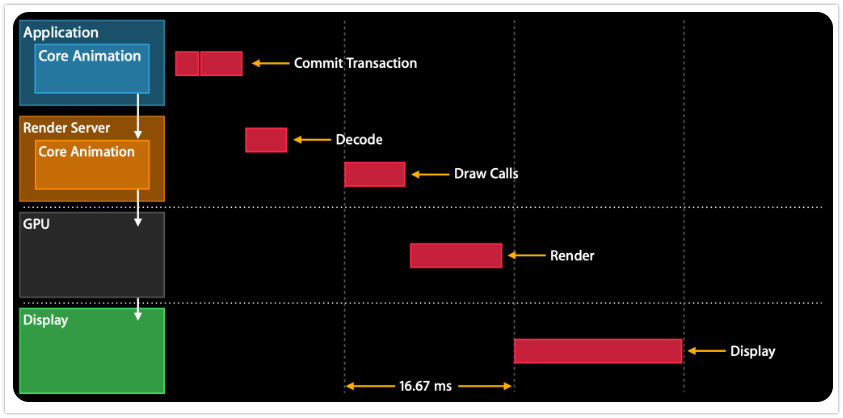 Application
Core Animation
Commit Transaction
Render Server
Core Animation
Decode
Draw Calls
GPU
Render
Display
Display
16.67 ms